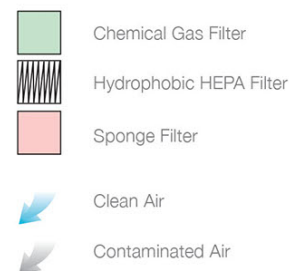 Chemical Gas Filter
Hydrophobic HEPA Filter
Sponge Filter
Clean Air
Contaminated Air